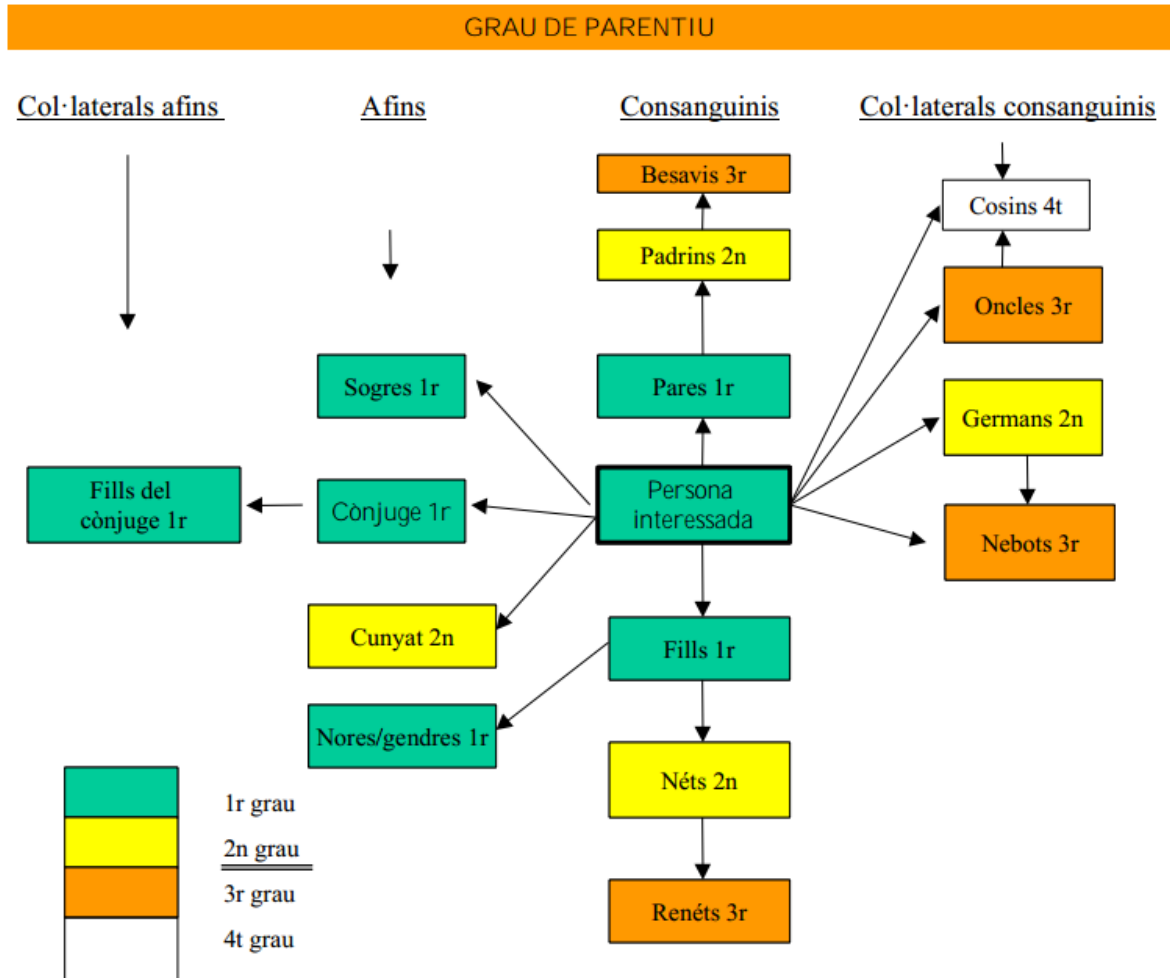 GRAU DE PARENTIU
Col·laterals afins
Afins
Consanguinis
Col·laterals consanguinis
Besavis 3r
Cosins 4t
Padrins 2n
Oncles 3r
Sogres 1r
Pares 1r
Germans 2n
Fills del
cònjuge 1r
Cònjuge 1r
Persona
interessada
Nebots 3r
Cunyat 2n
Fills 1r
Nores/gendres 1r
Néts 2n
Renéts 3r
1r grau
2n grau
3r grau
4t grau